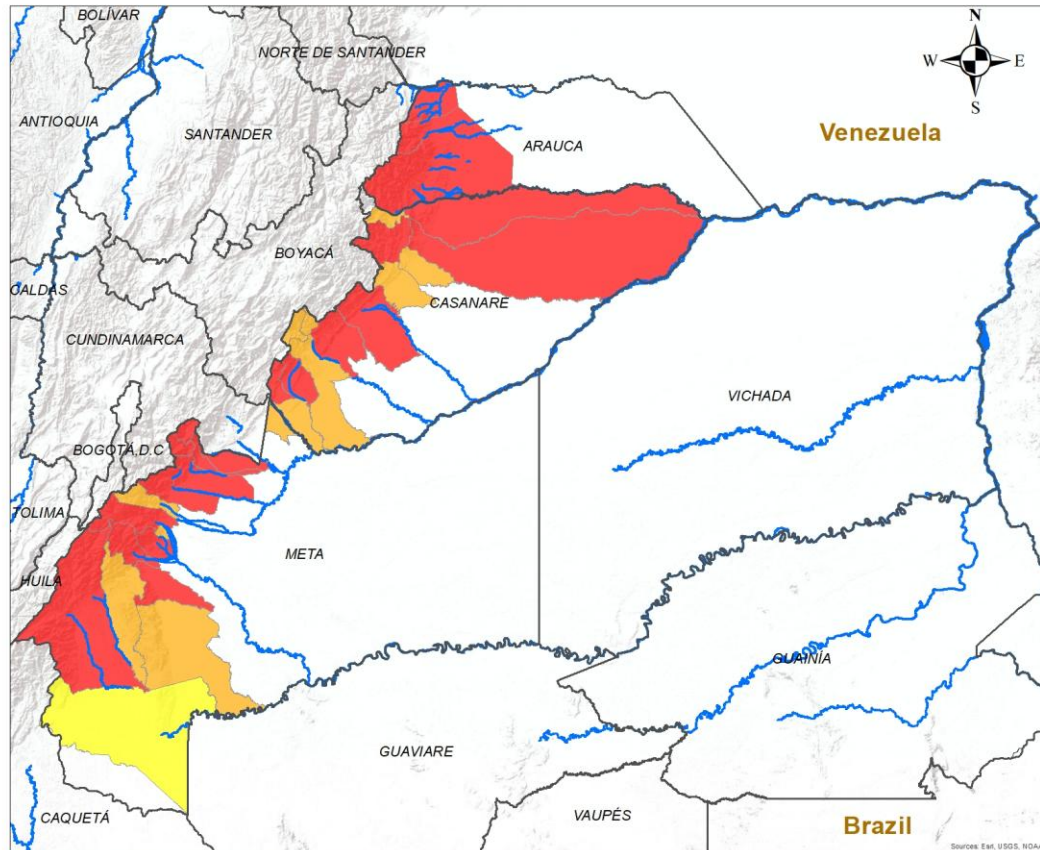 BOLÍVAR
NORTE DE SANTANDER
N
W
E
S
ANTIOQUIA
SANTANDER
ARAUCA
Venezuela
BOYACÁ
CALDAS
CASANARE
CUNDINAMARCA
VICHADA
BOGOTÁ,D.C
TOLIMA
META
HUILA
GUAINÍA
GUAVIARE
CAQUETÁ
VAUPÉS
Brazil
Sources: Esri, USGS, NOAA